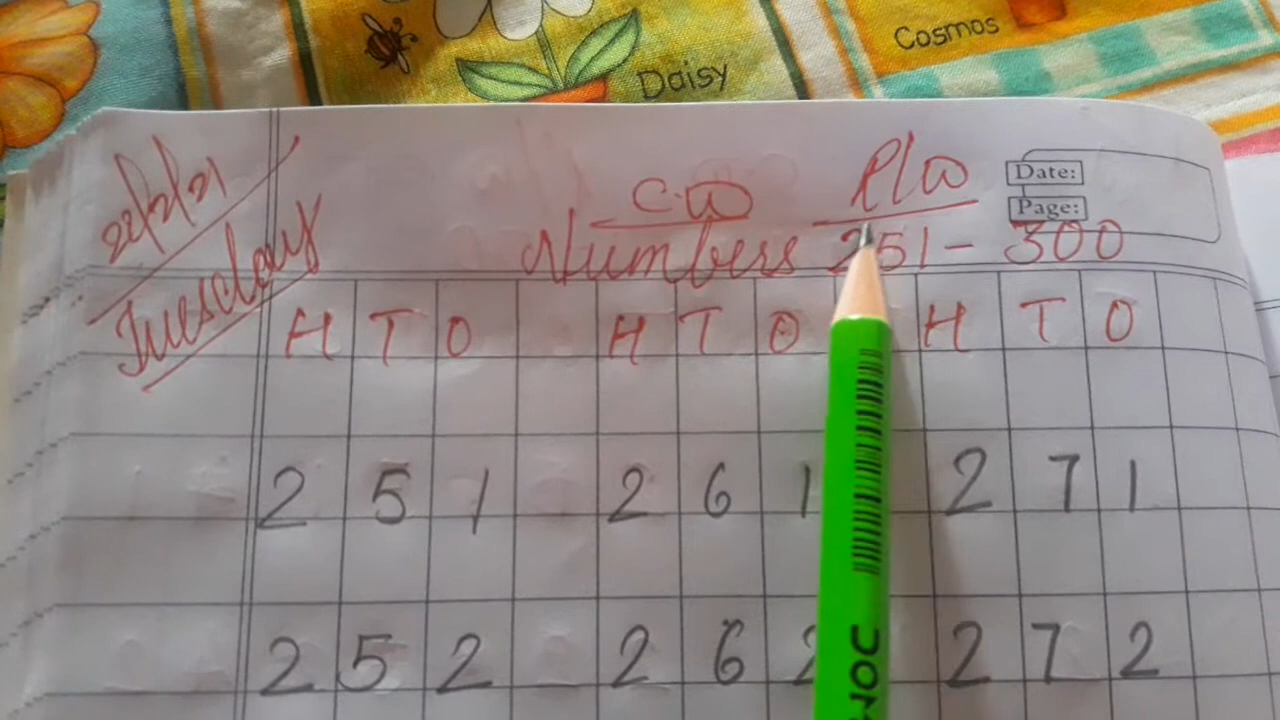 Cosmos
Daisy
22/2/21
Tuesday
C.W P/W
Numbers 251 - 300
Date:
Page:
H T O H T O H T O
2 5 1 2 6 1 2 7 1
2 5 2 2 6 2 2 7 2